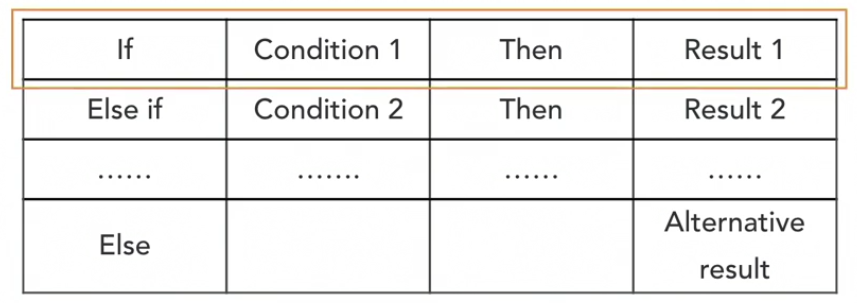 If Condition 1 Then Result 1
Else if Condition 2 Then Result 2
...... ....... ...... ......
Else Alternative
result